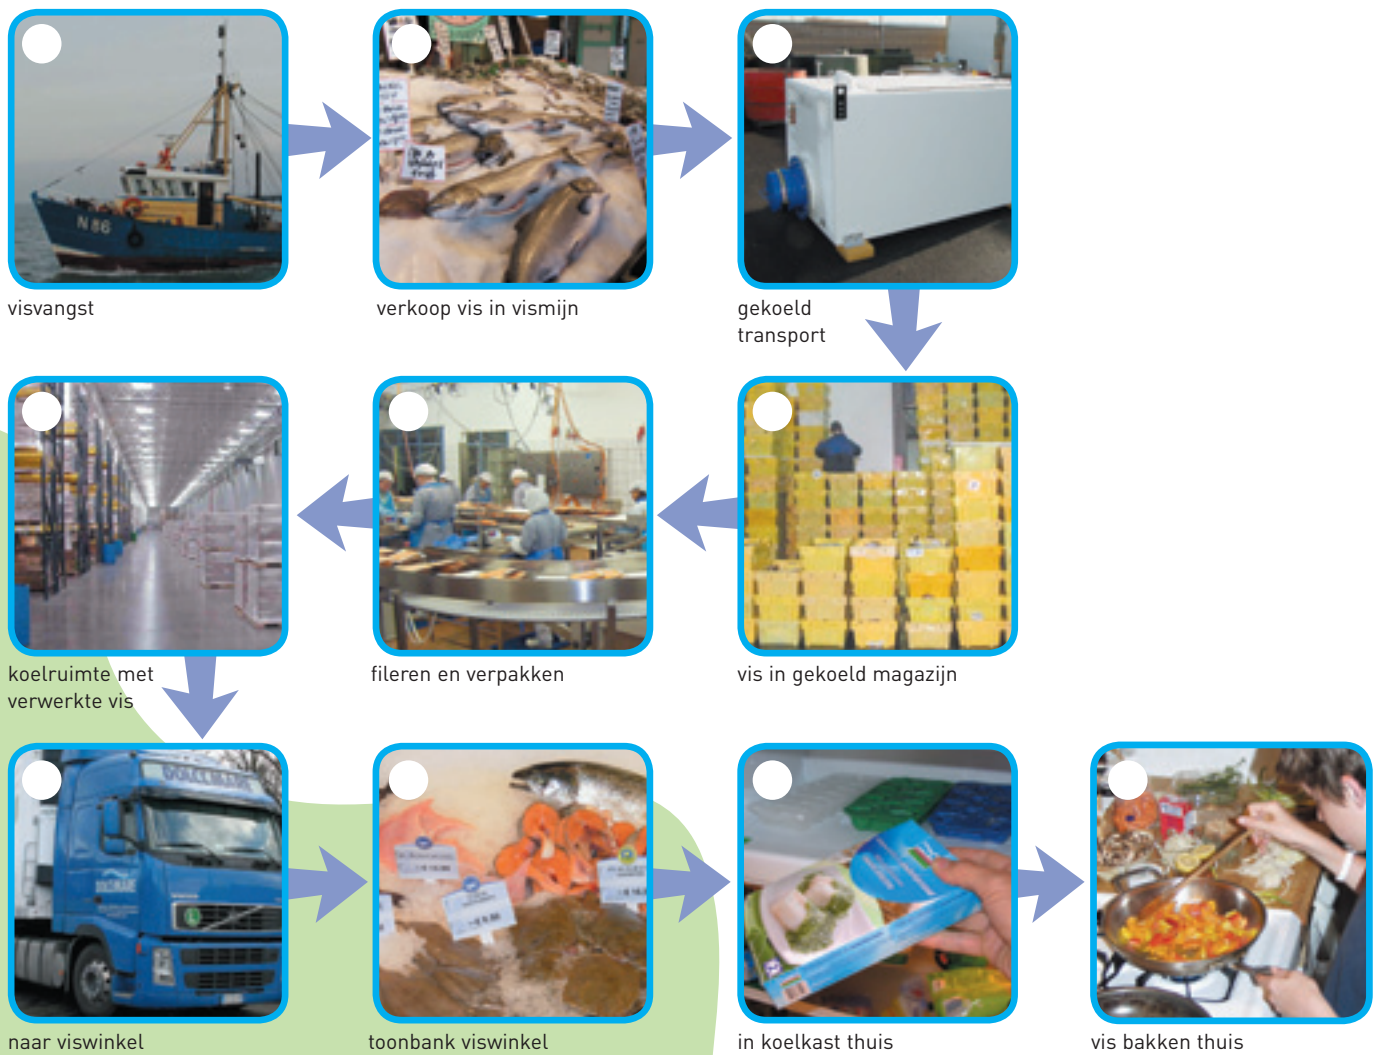 N 86
visvangst
verkoop vis in vismijn
gekoeld
transport
vis in gekoeld magazijn
fileren en verpakken
koelruimte met
verwerkte vis
naar viswinkel
toonbank viswinkel
in koelkast thuis
vis bakken thuis